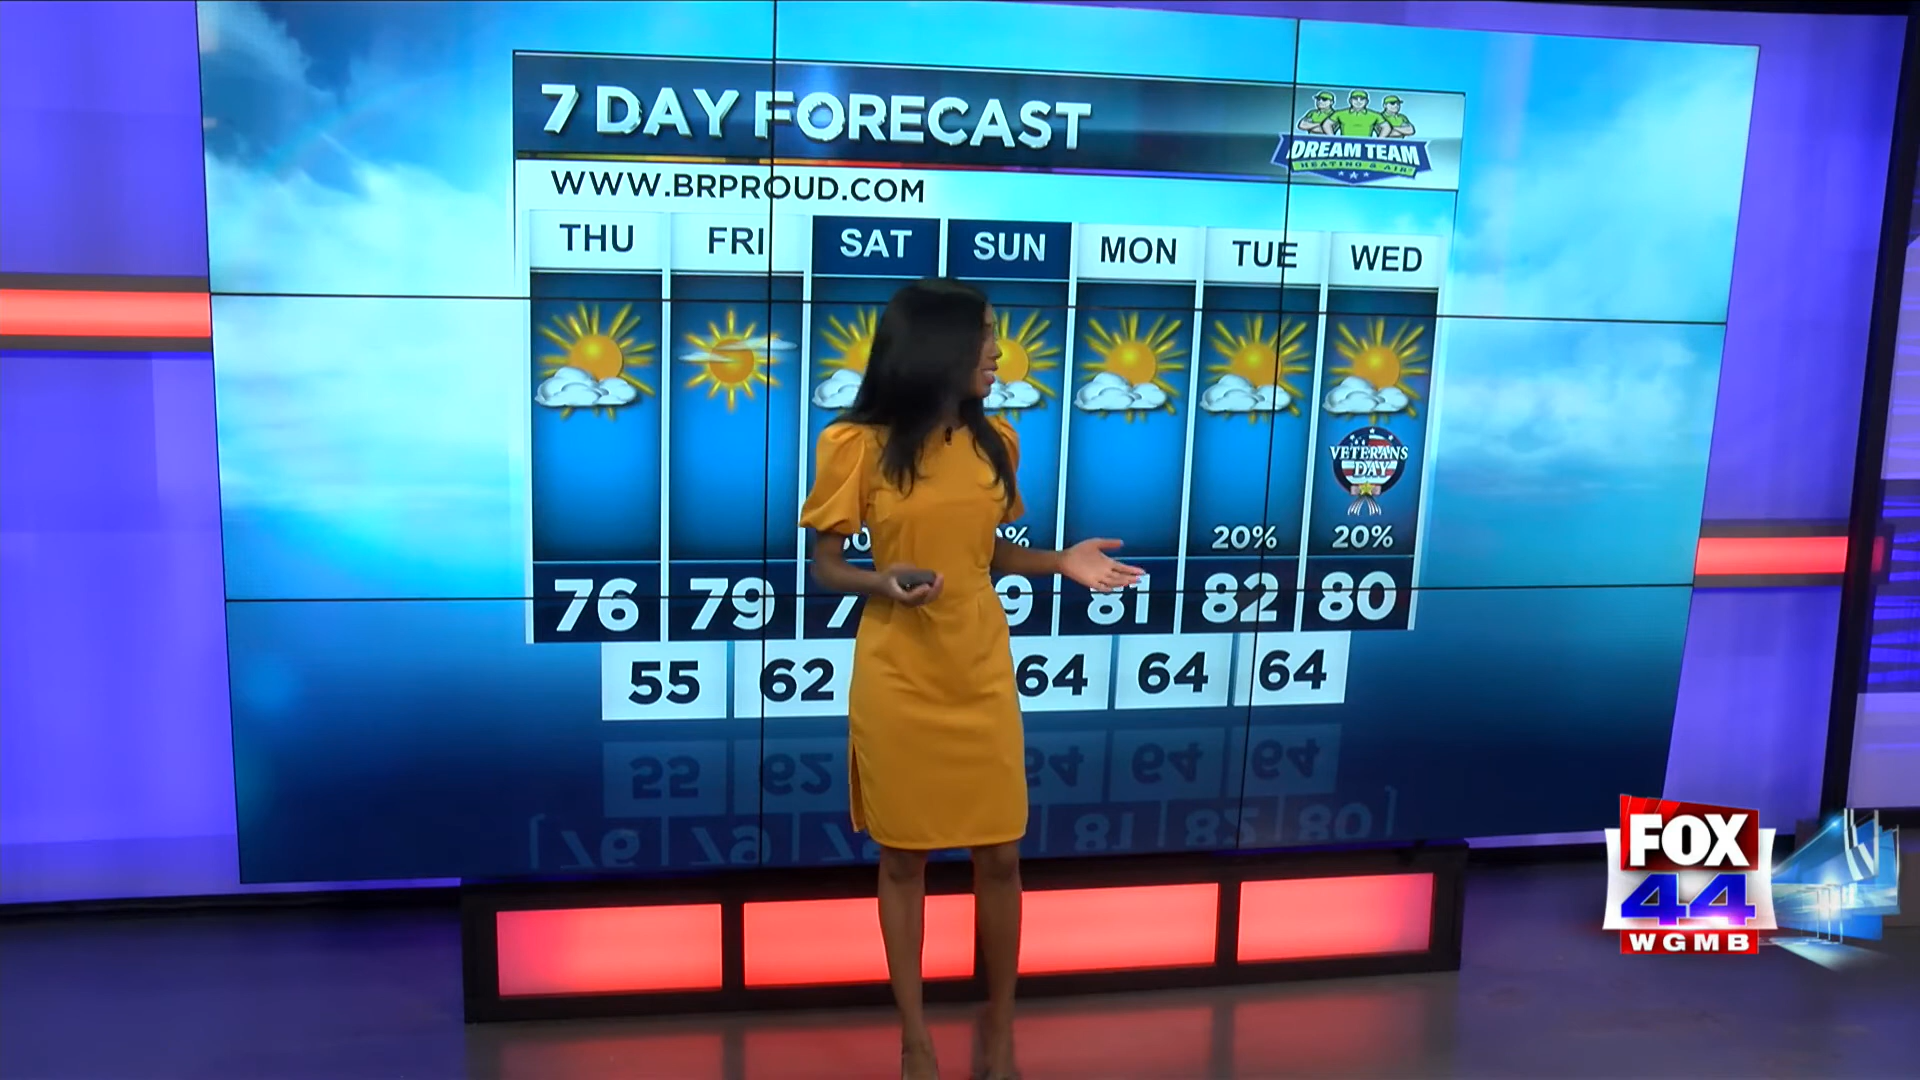 7 DAY FORECAST
DREAM TEAM
HEATING & AIR
WWW.BRPROUD.COM
THU FRI SAT SUN MON TUE WED
VETERANS
DAY
20% 20%
76 79 81 82 80
55 62 64 64 64
FOX
44
WGMB